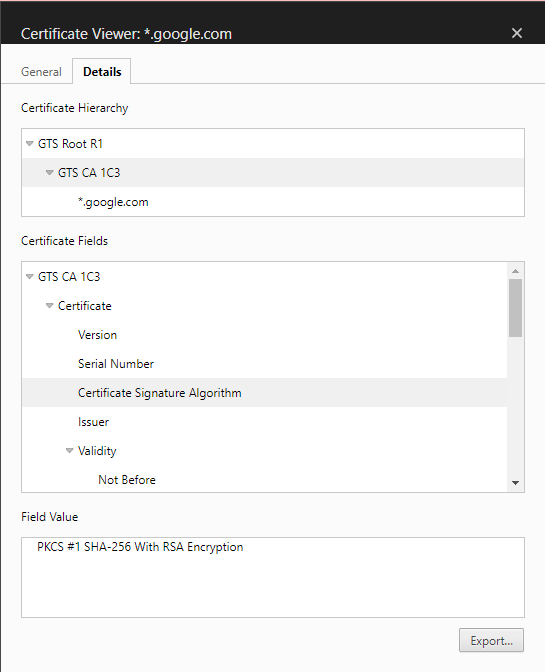 Certificate Viewer: *.google.com
General Details
Certificate Hierarchy
GTS Root R1
GTS CA 1C3
*.google.com
Certificate Fields
GTS CA 1C3
Certificate
Version
Serial Number
Certificate Signature Algorithm
Issuer
Validity
Not Before
Field Value
PKCS #1 SHA-256 With RSA Encryption
Export...